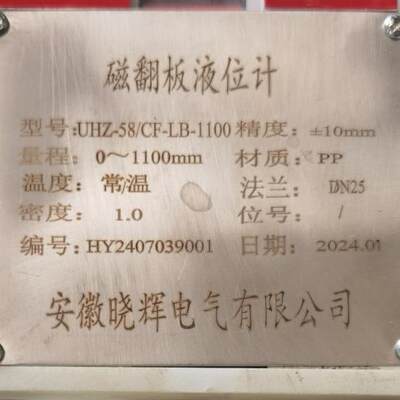 磁翻板液位计
型号: UHZ-58/CF-LB-1100 精度: ±10mm
量程: 0～1100mm 材质: PP
温度: 常温 法兰: DN25
密度: 1.0 位号: /
编号: HY2407039001 日期: 2024.01
安徽晓辉电气有限公司